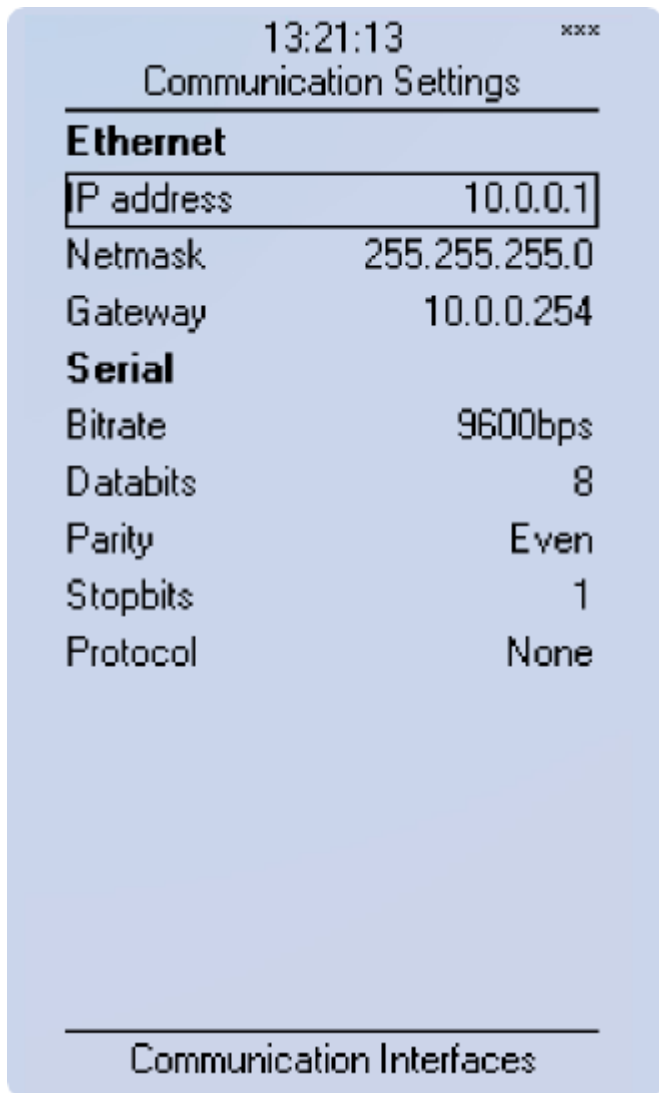 13:21:13 xxx
Communication Settings
Ethernet
IP address 10.0.0.1
Netmask 255.255.255.0
Gateway 10.0.0.254
Serial
Bitrate 9600bps
Databits 8
Parity Even
Stopbits 1
Protocol None
Communication Interfaces